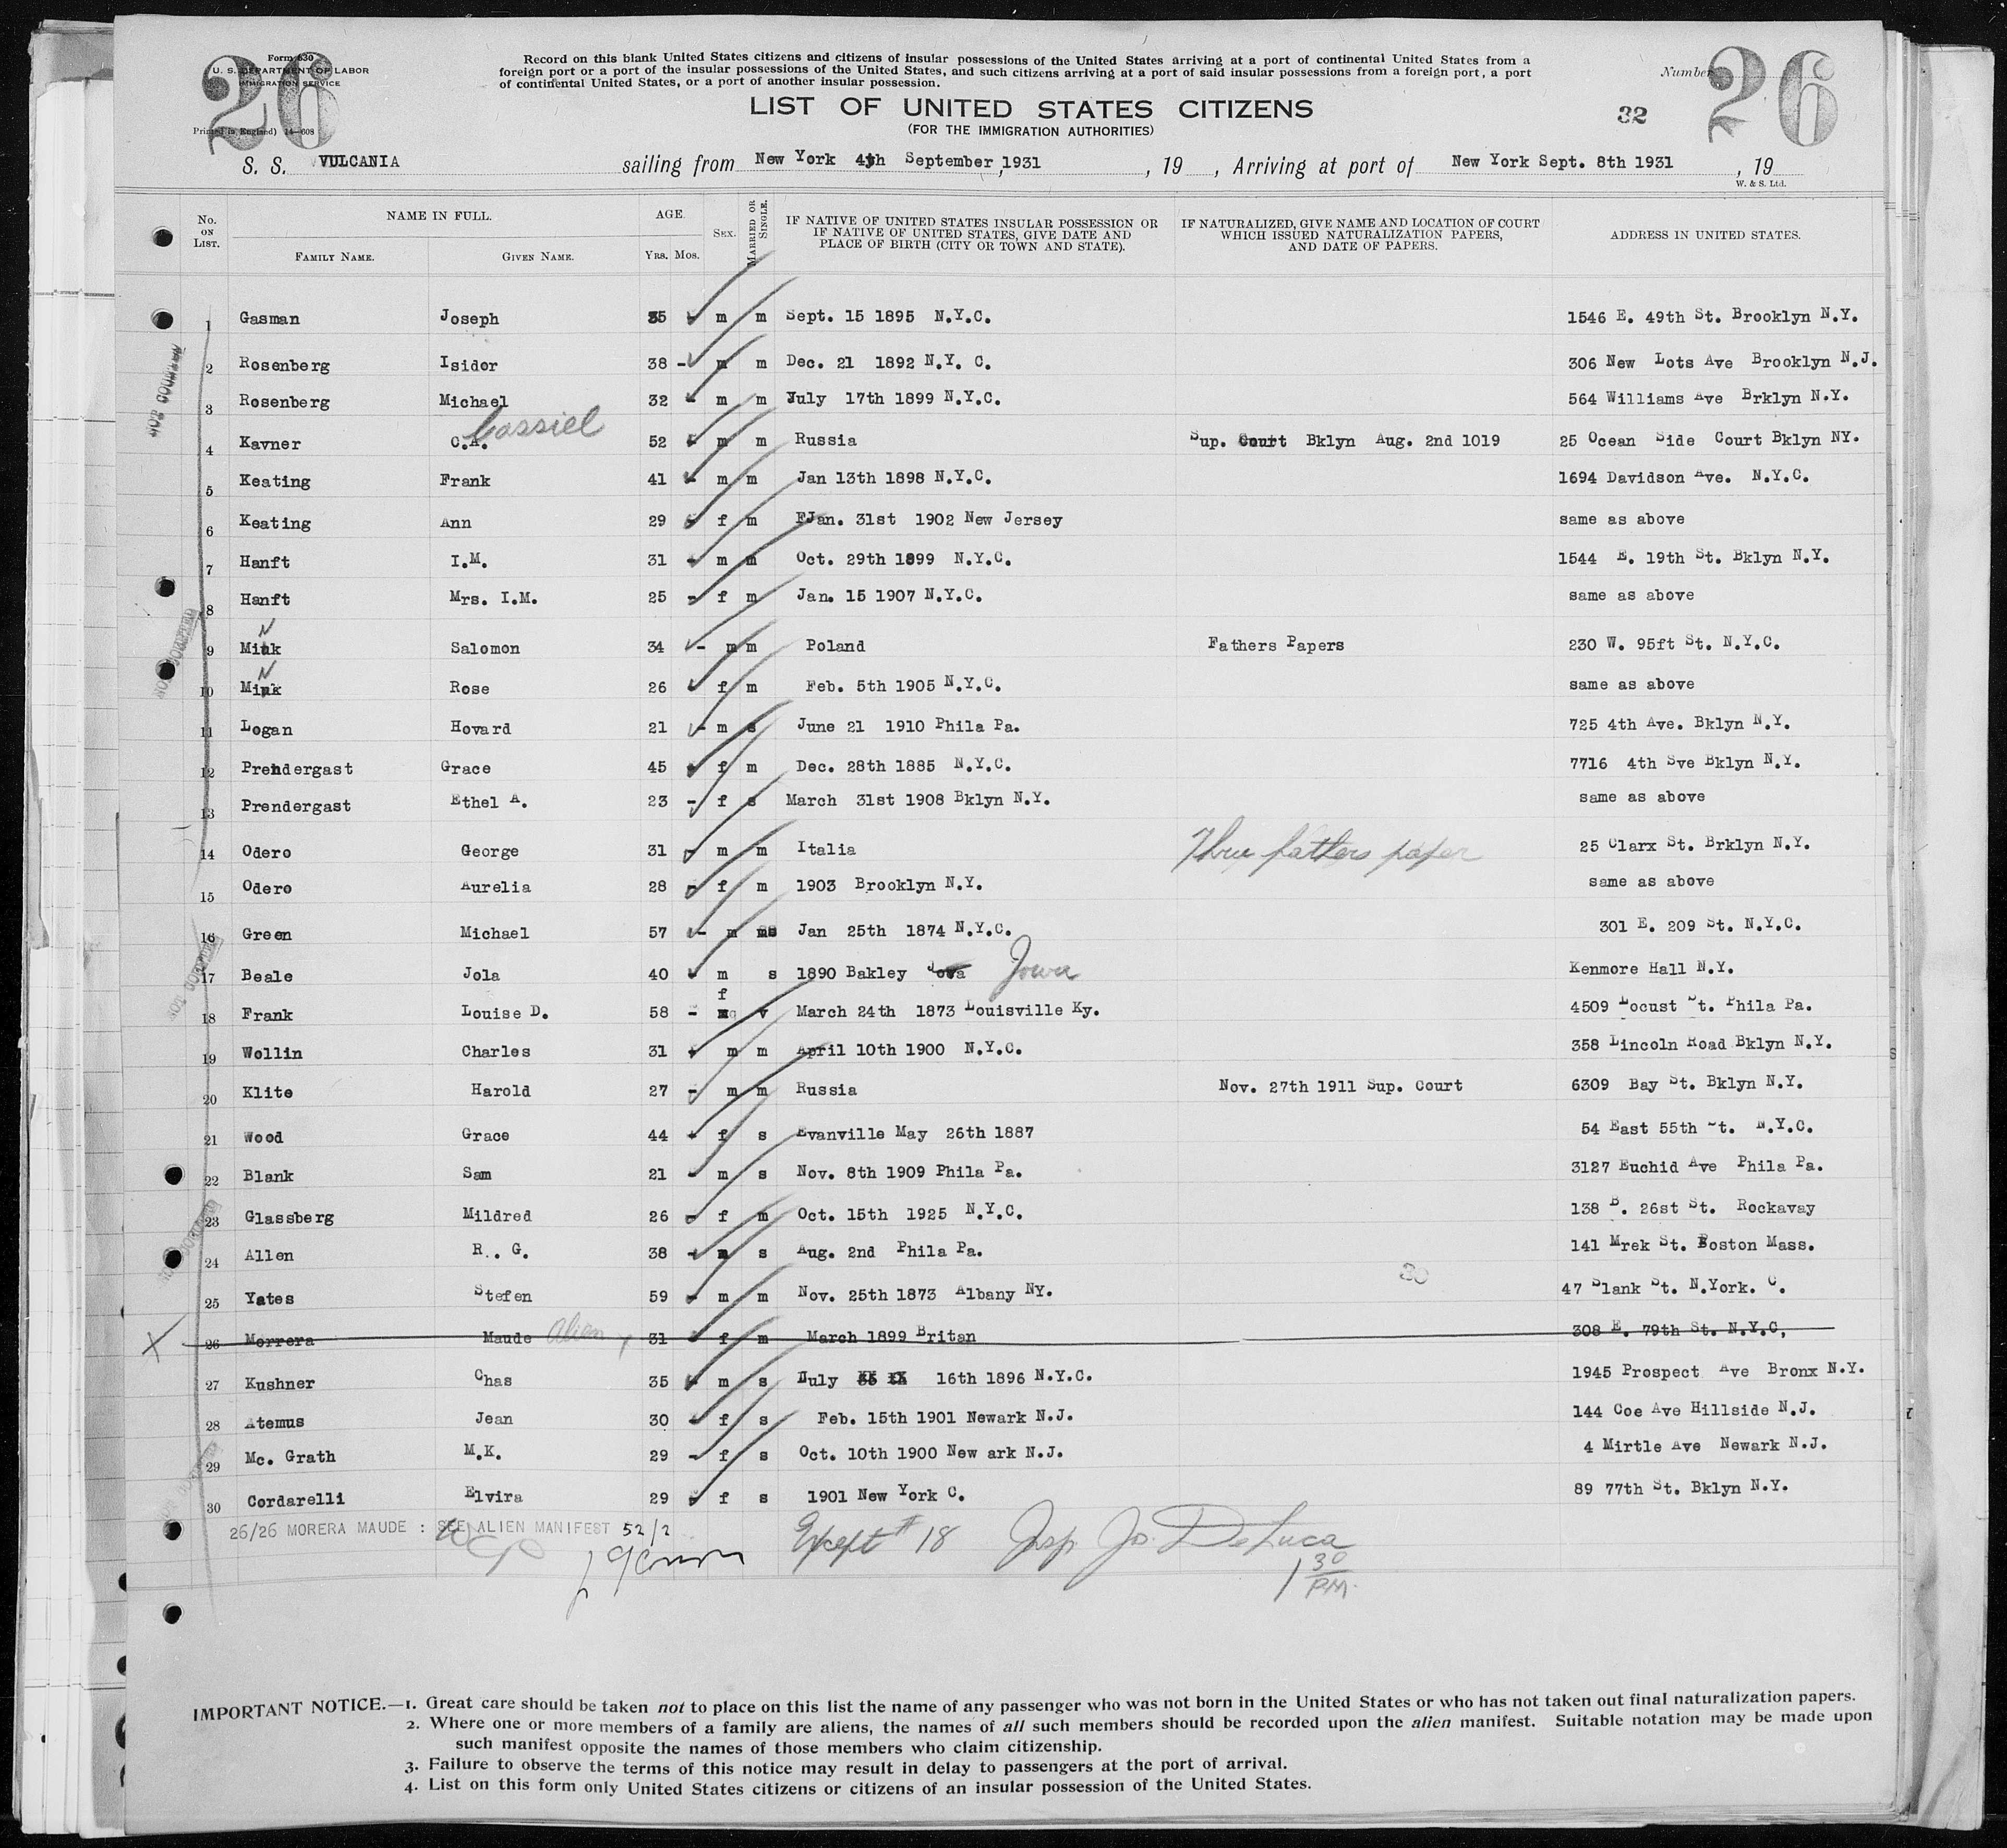 26
Form 630
U. S. DEPARTMENT OF LABOR
IMMIGRATION SERVICE
Printed in England) 14—608
Record on this blank United States citizens and citizens of insular possessions of the United States arriving at a port of continental United States from a
foreign port or a port of the insular possessions of the United States, and such citizens arriving at a port of said insular possessions from a foreign port, a port
of continental United States, or a port of another insular possession.
Number 26
LIST OF UNITED STATES CITIZENS
(FOR THE IMMIGRATION AUTHORITIES)
32
S. S. VULCANIA sailing from New York 4th September, 1931, 19 , Arriving at port of New York Sept. 8th 1931, 19
W. & S. Ltd.
No. ON LIST. NAME IN FULL. FAMILY NAME. GIVEN NAME. AGE. YRS. MOS. SEX. MARRIED OR SINGLE. IF NATIVE OF UNITED STATES INSULAR POSSESSION OR IF NATIVE OF UNITED STATES, GIVE DATE AND PLACE OF BIRTH (CITY OR TOWN AND STATE). IF NATURALIZED, GIVE NAME AND LOCATION OF COURT WHICH ISSUED NATURALIZATION PAPERS, AND DATE OF PAPERS. ADDRESS IN UNITED STATES.
1 Gasman Joseph 35 - m m Sept. 15 1895 N.Y.C. 1546 E. 49th St. Brooklyn N.Y.
2 Rosenberg Isidor 38 - m m Dec. 21 1892 N.Y. C. 306 New Lots Ave Brooklyn N.J.
3 Rosenberg Michael 32 - m m July 17th 1899 N.Y.C. 564 Williams Ave Brklyn N.Y.
4 Kavner C.A. Cassiel 52 - m m Russia Sup. Court Bklyn Aug. 2nd 1019 25 Ocean Side Court Bklyn NY.
5 Keating Frank 41 - m m Jan 13th 1898 N.Y.C. 1694 Davidson Ave. N.Y.C.
6 Keating Ann 29 - f m FJan. 31st 1902 New Jersey same as above
7 Hanft I.M. 31 - m m Oct. 29th 1899 N.Y.C. 1544 E. 19th St. Bklyn N.Y.
8 Hanft Mrs. I.M. 25 - f m Jan. 15 1907 N.Y.C. same as above
9 Mink Salomon 34 - m m Poland Fathers Papers 230 W. 95ft St. N.Y.C.
10 Mink Rose 26 f m Feb. 5th 1905 N.Y.C. same as above
11 Logan Hovard 21 - m s June 21 1910 Phila Pa. 725 4th Ave. Bklyn N.Y.
12 Prendergast Grace 45 - f m Dec. 28th 1885 N.Y.C. 7716 4th Sve Bklyn N.Y.
13 Prendergast Ethel A. 23 - f s March 31st 1908 Bklyn N.Y. same as above
14 Odero George 31 - m m Italia Thru fathers paper 25 Clarx St. Brklyn N.Y.
15 Odero Aurelia 28 - f m 1903 Brooklyn N.Y. same as above
16 Green Michael 57 - m ms Jan 25th 1874 N.Y.C. 301 E. 209 St. N.Y.C.
17 Beale Jola 40 - m s 1890 Bakley Jova Iowa Kenmore Hall N.Y.
18 Frank Louise D. 58 - f v March 24th 1873 Louisville Ky. 4509 Locust St. Phila Pa.
19 Wollin Charles 31 - m m April 10th 1900 N.Y.C. 358 Lincoln Road Bklyn N.Y.
20 Klite Harold 27 - m m Russia Nov. 27th 1911 Sup. Court 6309 Bay St. Bklyn N.Y.
21 Wood Grace 44 - f s Evanville May 26th 1887 54 East 55th St. N.Y.C.
22 Blank Sam 21 - m s Nov. 8th 1909 Phila Pa. 3127 Euchid Ave Phila Pa.
23 Glassberg Mildred 26 - f m Oct. 15th 1925 N.Y.C. 138 B. 26st St. Rockavay
24 Allen R.. G. 38 - m s Aug. 2nd Phila Pa. 141 Mrek St. Boston Mass.
30
25 Yates Stefen 59 - m m Nov. 25th 1873 Albany NY. 47 Slank St. N.York. C.
X 26 Morrera Maude Alien 31 f m March 1899 Britan 308 E. 79th St. N.Y.C,
27 Kushner Chas 35 - m s July 16th 1896 N.Y.C. 1945 Prospect Ave Bronx N.Y.
28 Atemus Jean 30 - f s Feb. 15th 1901 Newark N.J. 144 Coe Ave Hillside N.J.
29 Mc. Grath M.K. 29 - f s Oct. 10th 1900 New ark N.J. 4 Mirtle Ave Newark N.J.
30 Cordarelli Elvira 29 - f s 1901 New York C. 89 77th St. Bklyn N.Y.
26/26 MORERA MAUDE : SEE ALIEN MANIFEST 52/2
Except #18 Insp. Jo. DeLuca
1 30 PM.
IMPORTANT NOTICE.—1. Great care should be taken not to place on this list the name of any passenger who was not born in the United States or who has not taken out final naturalization papers.
2. Where one or more members of a family are aliens, the names of all such members should be recorded upon the alien manifest. Suitable notation may be made upon
such manifest opposite the names of those members who claim citizenship.
3. Failure to observe the terms of this notice may result in delay to passengers at the port of arrival.
4. List on this form only United States citizens or citizens of an insular possession of the United States.